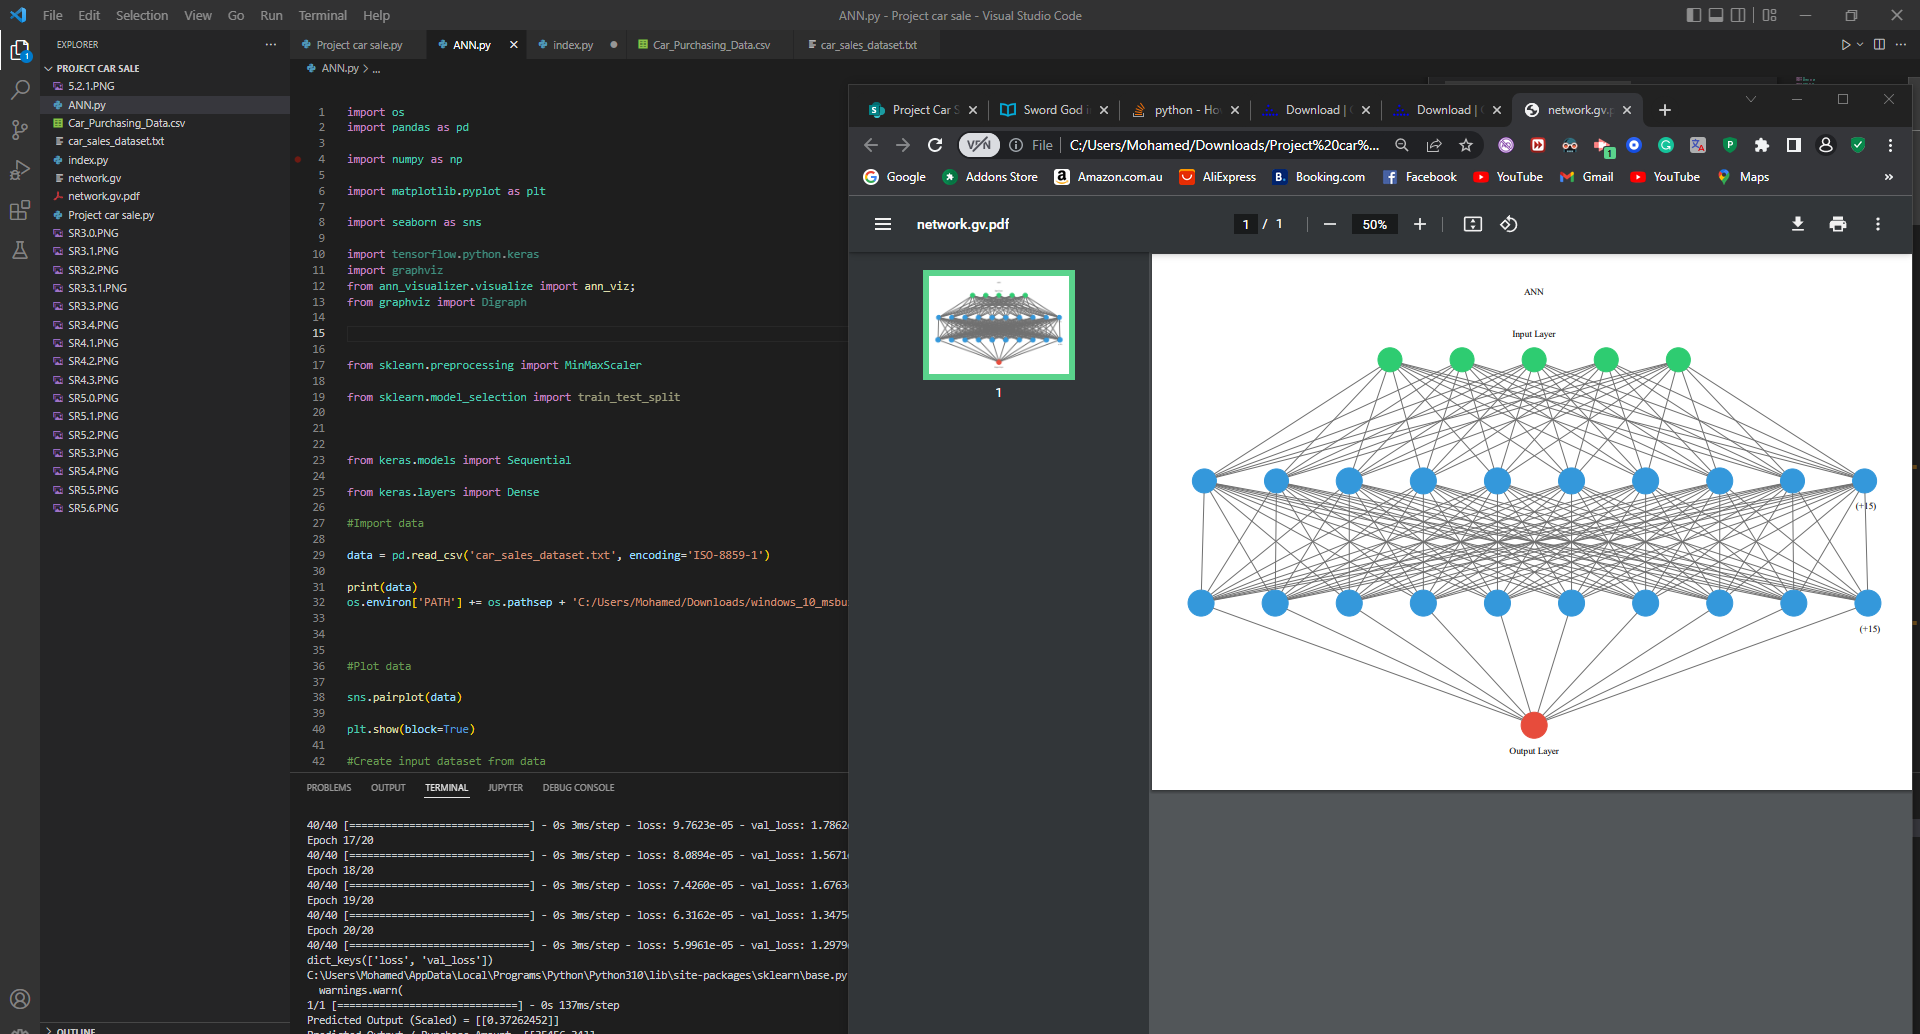 File Edit Selection View Go Run Terminal Help
ANN.py - Project car sale - Visual Studio Code
EXPLORER
PROJECT CAR SALE
5.2.1.PNG
ANN.py
Car_Purchasing_Data.csv
car_sales_dataset.txt
index.py
network.gv
network.gv.pdf
Project car sale.py
SR3.0.PNG
SR3.1.PNG
SR3.2.PNG
SR3.3.1.PNG
SR3.3.PNG
SR3.4.PNG
SR4.1.PNG
SR4.2.PNG
SR4.3.PNG
SR5.0.PNG
SR5.1.PNG
SR5.2.PNG
SR5.3.PNG
SR5.4.PNG
SR5.5.PNG
SR5.6.PNG
OUTLINE
Project car sale.py ANN.py index.py Car_Purchasing_Data.csv car_sales_dataset.txt
ANN.py > ...
1 import os
2 import pandas as pd
3
4 import numpy as np
5
6 import matplotlib.pyplot as plt
7
8 import seaborn as sns
9
10 import tensorflow.python.keras
11 import graphviz
12 from ann_visualizer.visualize import ann_viz;
13 from graphviz import Digraph
14
15
16
17 from sklearn.preprocessing import MinMaxScaler
18
19 from sklearn.model_selection import train_test_split
20
21
22
23 from keras.models import Sequential
24
25 from keras.layers import Dense
26
27 #Import data
28
29 data = pd.read_csv('car_sales_dataset.txt', encoding='ISO-8859-1')
30
31 print(data)
32 os.environ['PATH'] += os.pathsep + 'C:/Users/Mohamed/Downloads/windows_10_msbu
33
34
35
36 #Plot data
37
38 sns.pairplot(data)
39
40 plt.show(block=True)
41
42 #Create input dataset from data
PROBLEMS OUTPUT TERMINAL JUPYTER DEBUG CONSOLE
40/40 [==============================] - 0s 3ms/step - loss: 9.7623e-05 - val_loss: 1.7862
Epoch 17/20
40/40 [==============================] - 0s 3ms/step - loss: 8.0894e-05 - val_loss: 1.5671
Epoch 18/20
40/40 [==============================] - 0s 3ms/step - loss: 7.4260e-05 - val_loss: 1.6763
Epoch 19/20
40/40 [==============================] - 0s 3ms/step - loss: 6.3162e-05 - val_loss: 1.3475
Epoch 20/20
40/40 [==============================] - 0s 3ms/step - loss: 5.9961e-05 - val_loss: 1.2979
dict_keys(['loss', 'val_loss'])
C:\Users\Mohamed\AppData\Local\Programs\Python\Python310\lib\site-packages\sklearn\base.py
warnings.warn(
1/1 [==============================] - 0s 137ms/step
Predicted Output (Scaled) = [[0.37262452]]
Project Car S Sword God i python - Ho Download | Download | network.gv.p
VPN File C:/Users/Mohamed/Downloads/Project%20car%...
Google Addons Store Amazon.com.au AliExpress Booking.com Facebook YouTube Gmail YouTube Maps »
network.gv.pdf 1 / 1 50%
1
ANN
Input Layer
(+15)
(+15)
Output Layer